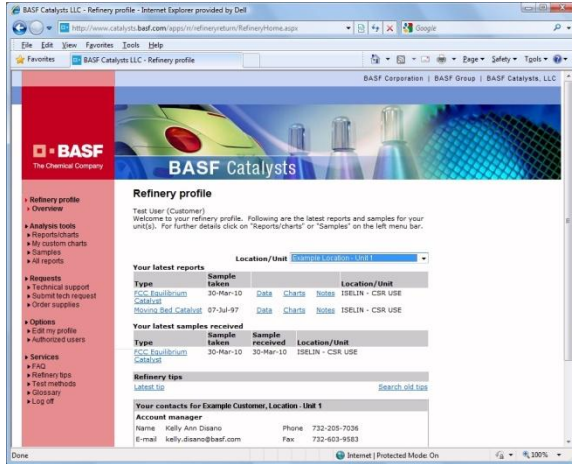 BASF Catalysts LLC - Refinery profile - Internet Explorer provided by Dell
http://www.catalysts.basf.com/apps/rr/refineryreturn/RefineryHome.aspx
Google
File Edit View Favorites Tools Help
Favorites BASF Catalysts LLC - Refinery profile Page Safety Tools
BASF Corporation | BASF Group | BASF Catalysts, LLC
BASF
The Chemical Company
BASF Catalysts
Refinery profile
Overview
Analysis tools
Reports/charts
My custom charts
Samples
All reports
Requests
Technical support
Submit tech request
Order supplies
Options
Edit my profile
Authorized users
Services
FAQ
Refinery tips
Test methods
Glossary
Log off
Refinery profile
Test User (Customer)
Welcome to your refinery profile. Following are the latest reports and samples for your
unit(s). For further details click on "Reports/charts" or "Samples" on the left menu bar.
Location/Unit Example Location - Unit 1
Your latest reports
Type Sample taken Location/Unit
FCC Equilibrium Catalyst 30-Mar-10 Data Charts Notes ISELIN - CSR USE
Moving Bed Catalyst 07-Jul-97 Data Charts Notes ISELIN - CSR USE
Your latest samples received
Type Sample taken Sample received Location/Unit
FCC Equilibrium Catalyst 30-Mar-10 30-Mar-10 ISELIN - CSR USE
Refinery tips
Latest tip Search old tips
Your contacts for Example Customer, Location - Unit 1
Account manager
Name Kelly Ann Disano Phone 732-205-7036
E-mail kelly.disano@basf.com Fax 732-603-9583
Done Internet | Protected Mode: On 100%